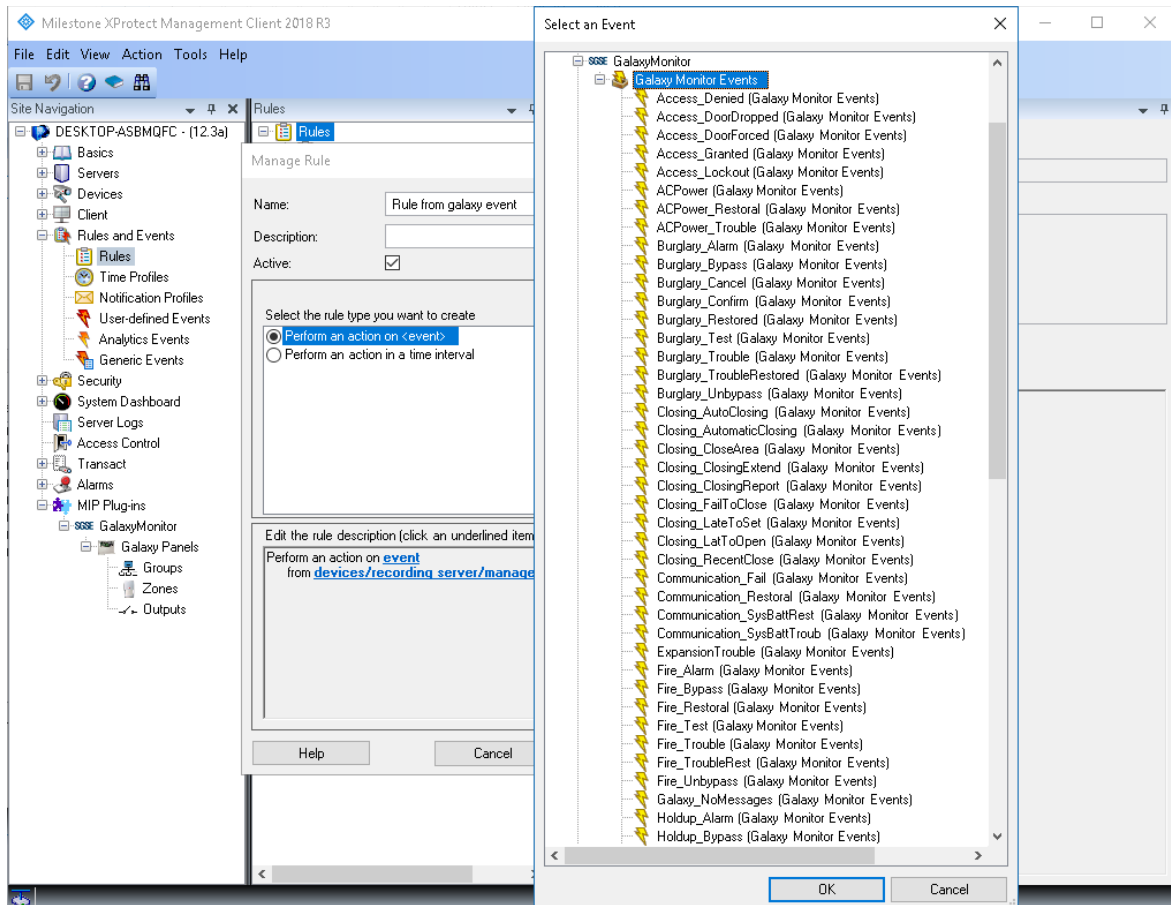 Milestone XProtect Management Client 2018 R3
File Edit View Action Tools Help
Site Navigation
DESKTOP-ASBMQFC - (12.3a)
Basics
Servers
Devices
Client
Rules and Events
Rules
Time Profiles
Notification Profiles
User-defined Events
Analytics Events
Generic Events
Security
System Dashboard
Server Logs
Access Control
Transact
Alarms
MIP Plug-ins
SGSE GalaxyMonitor
Galaxy Panels
Groups
Zones
Outputs
Rules
Rules
Manage Rule
Name: Rule from galaxy event
Description:
Active:
Select the rule type you want to create
Perform an action on <event>
Perform an action in a time interval
Edit the rule description (click an underlined item
Perform an action on event
from devices/recording server/manage
Help Cancel
Select an Event
SGSE GalaxyMonitor
Galaxy Monitor Events
Access_Denied (Galaxy Monitor Events)
Access_DoorDropped (Galaxy Monitor Events)
Access_DoorForced (Galaxy Monitor Events)
Access_Granted (Galaxy Monitor Events)
Access_Lockout (Galaxy Monitor Events)
ACPower (Galaxy Monitor Events)
ACPower_Restoral (Galaxy Monitor Events)
ACPower_Trouble (Galaxy Monitor Events)
Burglary_Alarm (Galaxy Monitor Events)
Burglary_Bypass (Galaxy Monitor Events)
Burglary_Cancel (Galaxy Monitor Events)
Burglary_Confirm (Galaxy Monitor Events)
Burglary_Restored (Galaxy Monitor Events)
Burglary_Test (Galaxy Monitor Events)
Burglary_Trouble (Galaxy Monitor Events)
Burglary_TroubleRestored (Galaxy Monitor Events)
Burglary_Unbypass (Galaxy Monitor Events)
Closing_AutoClosing (Galaxy Monitor Events)
Closing_AutomaticClosing (Galaxy Monitor Events)
Closing_CloseArea (Galaxy Monitor Events)
Closing_ClosingExtend (Galaxy Monitor Events)
Closing_ClosingReport (Galaxy Monitor Events)
Closing_FailToClose (Galaxy Monitor Events)
Closing_LateToSet (Galaxy Monitor Events)
Closing_LatToOpen (Galaxy Monitor Events)
Closing_RecentClose (Galaxy Monitor Events)
Communication_Fail (Galaxy Monitor Events)
Communication_Restoral (Galaxy Monitor Events)
Communication_SysBattRest (Galaxy Monitor Events)
Communication_SysBattTroub (Galaxy Monitor Events)
ExpansionTrouble (Galaxy Monitor Events)
Fire_Alarm (Galaxy Monitor Events)
Fire_Bypass (Galaxy Monitor Events)
Fire_Restoral (Galaxy Monitor Events)
Fire_Test (Galaxy Monitor Events)
Fire_Trouble (Galaxy Monitor Events)
Fire_TroubleRest (Galaxy Monitor Events)
Fire_Unbypass (Galaxy Monitor Events)
Galaxy_NoMessages (Galaxy Monitor Events)
Holdup_Alarm (Galaxy Monitor Events)
Holdup_Bypass (Galaxy Monitor Events)
OK Cancel